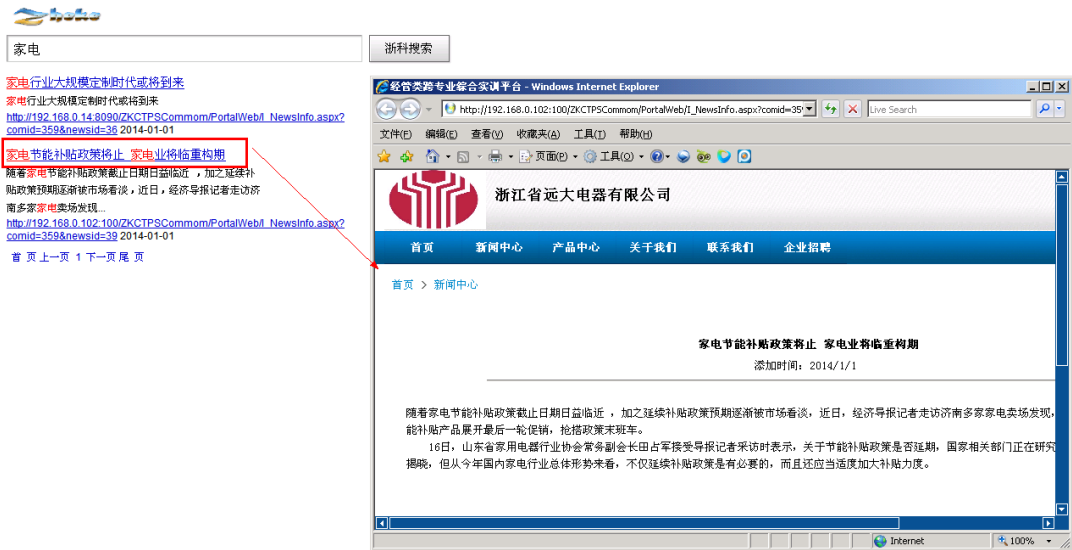 Zheke
家电
浙科搜索
家电行业大规模定制时代或将到来
家电行业大规模定制时代或将到来
http://192.168.0.14:8090/ZKCTPSCommom/PortalWeb/I_NewsInfo.aspx?
comid=359&newsid=36 2014-01-01
家电节能补贴政策将止 家电业将临重构期
随着家电节能补贴政策截止日期日益临近 ，加之延续补
贴政策预期逐渐被市场看淡，近日，经济导报记者走访济
南多家家电卖场发现...
http://192.168.0.102:100/ZKCTPSCommom/PortalWeb/I_NewsInfo.aspx?
comid=359&newsid=39 2014-01-01
首 页 上一页 1 下一页 尾 页
经管类跨专业综合实训平台 - Windows Internet Explorer
http://192.168.0.102:100/ZKCTPSCommom/PortalWeb/I_NewsInfo.aspx?comid=35
Live Search
文件(F) 编辑(E) 查看(V) 收藏夹(A) 工具(T) 帮助(H)
页面(P) 工具(O)
浙江省远大电器有限公司
首页 新闻中心 产品中心 关于我们 联系我们 企业招聘
首页 > 新闻中心
家电节能补贴政策将止 家电业将临重构期
添加时间：2014/1/1
随着家电节能补贴政策截止日期日益临近 ，加之延续补贴政策预期逐渐被市场看淡，近日，经济导报记者走访济南多家家电卖场发现，
能补贴产品展开最后一轮促销，抢搭政策末班车。
16日，山东省家用电器行业协会常务副会长田占军接受导报记者采访时表示，关于节能补贴政策是否延期，国家相关部门正在研究
揭晓，但从今年国内家电行业总体形势来看，不仅延续补贴政策是有必要的，而且还应当适度加大补贴力度。
Internet
100%